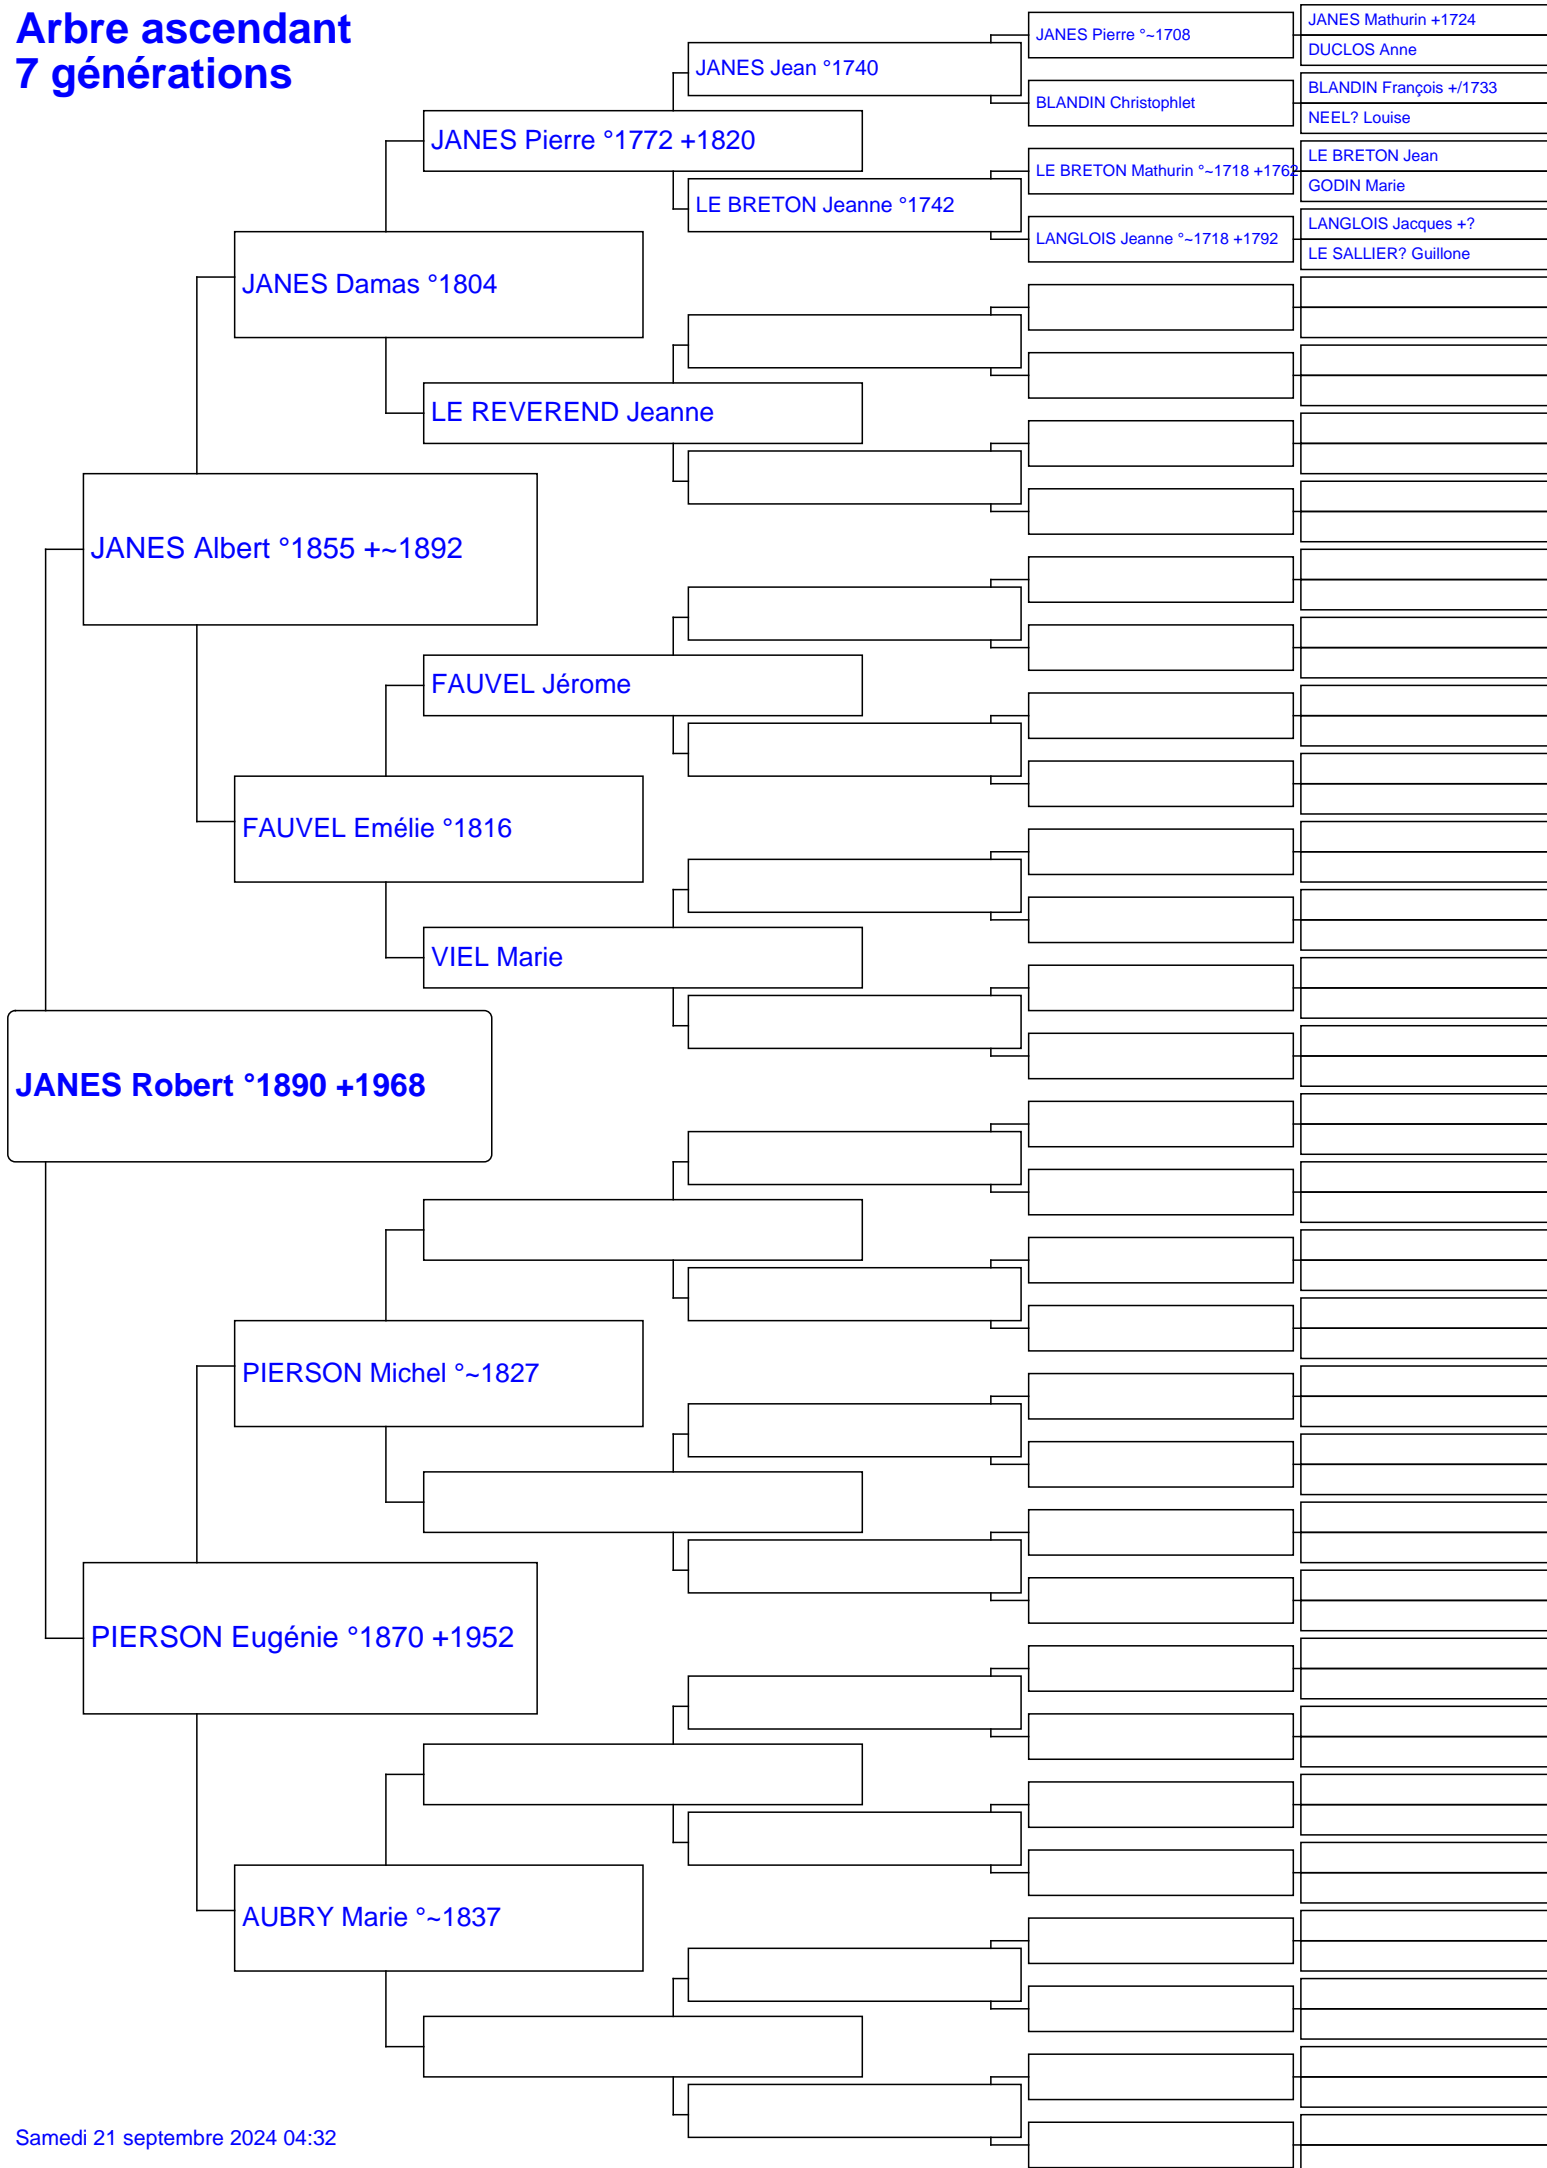 Arbre ascendant
7 générations
JANES Mathurin +1724
JANES Pierre °~1708
DUCLOS Anne
JANES Jean °1740
BLANDIN François +/1733
BLANDIN Christophlet
NEEL? Louise
JANES Pierre °1772 +1820
LE BRETON Jean
LE BRETON Mathurin °~1718 +1762
GODIN Marie
LE BRETON Jeanne °1742
LANGLOIS Jacques +?
LANGLOIS Jeanne °~1718 +1792
LE SALLIER? Guillone
JANES Damas °1804
LE REVEREND Jeanne
JANES Albert °1855 +~1892
FAUVEL Jérome
FAUVEL Emélie °1816
VIEL Marie
JANES Robert °1890 +1968
PIERSON Michel °~1827
PIERSON Eugénie °1870 +1952
AUBRY Marie °~1837
Samedi 21 septembre 2024 04:32